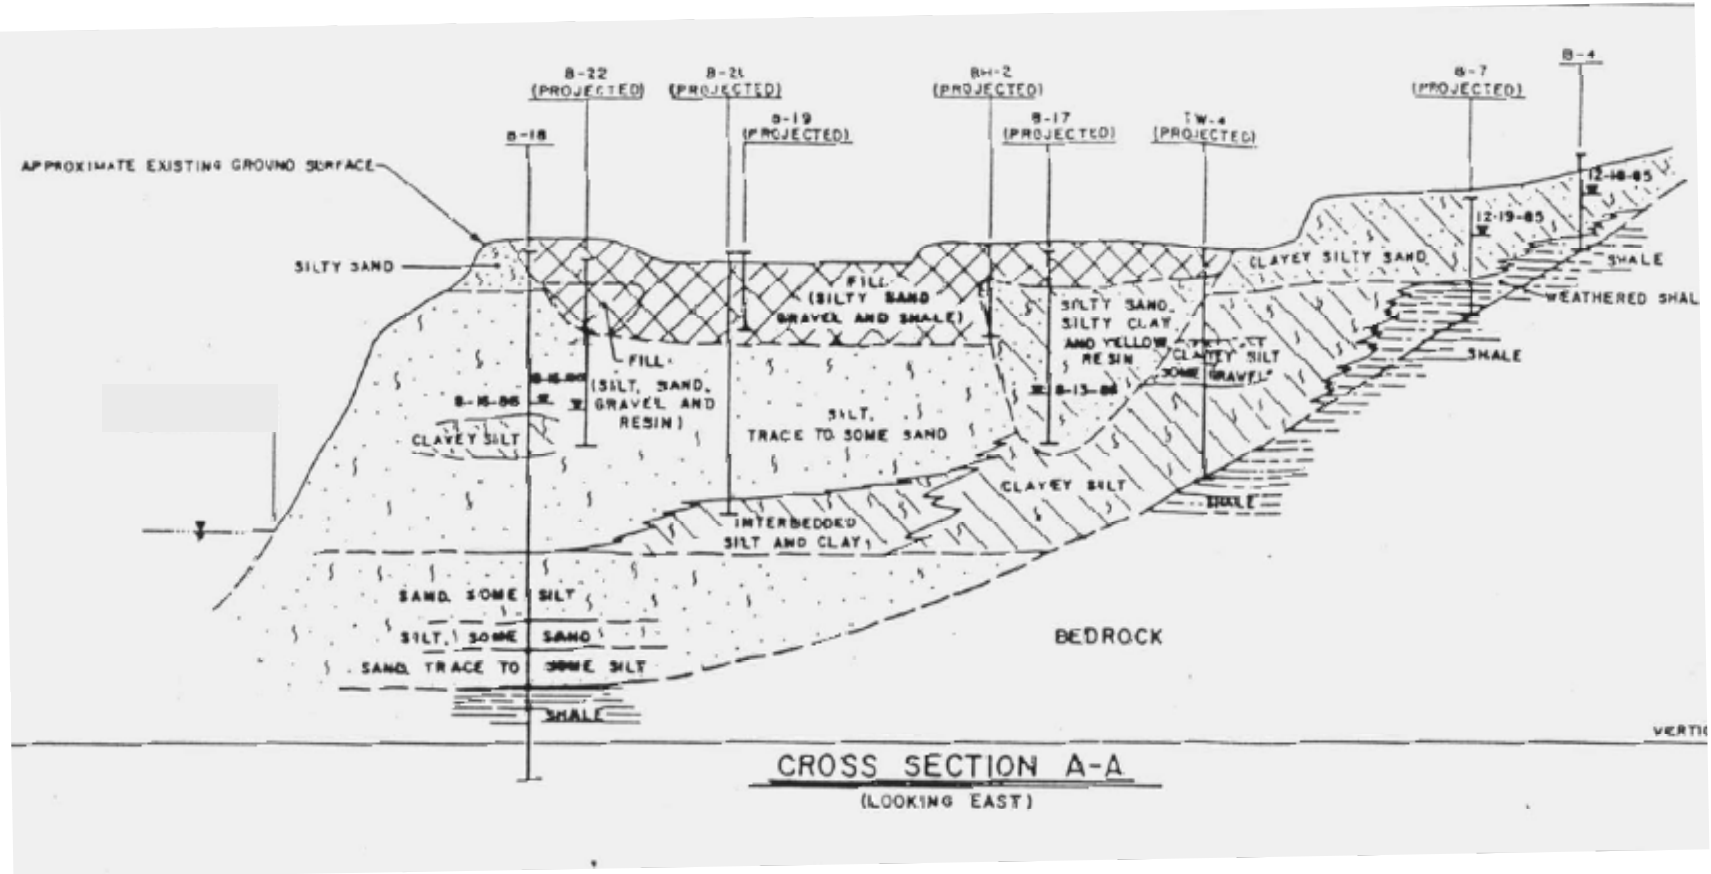 B-4
B-22
(PROJECTED)
B-21
(PROJECTED)
BH-2
(PROJECTED)
B-7
(PROJECTED)
B-19
(PROJECTED)
B-17
(PROJECTED)
TW-4
(PROJECTED)
B-18
APPROXIMATE EXISTING GROUND SURFACE
12-18-85
12-19-85
SILTY SAND
CLAYEY SILTY SAND
SHALE
WEATHERED SHAL
FILL
(SILTY SAND
GRAVEL AND SHALE)
SILTY SAND,
SILTY CLAY
AND YELLOW
RESIN
CLAYEY SILT
SOME GRAVEL
SHALE
FILL
(SILT, SAND,
GRAVEL AND
RESIN)
8-15-86
8-13-86
CLAYEY SILT
SILT,
TRACE TO SOME SAND
CLAYEY SILT
SHALE
INTERBEDDED
SILT AND CLAY
SAND, SOME SILT
SILT, SOME SAND
SAND, TRACE TO SOME SILT
SHALE
BEDROCK
VERTIC
CROSS SECTION A-A
(LOOKING EAST)